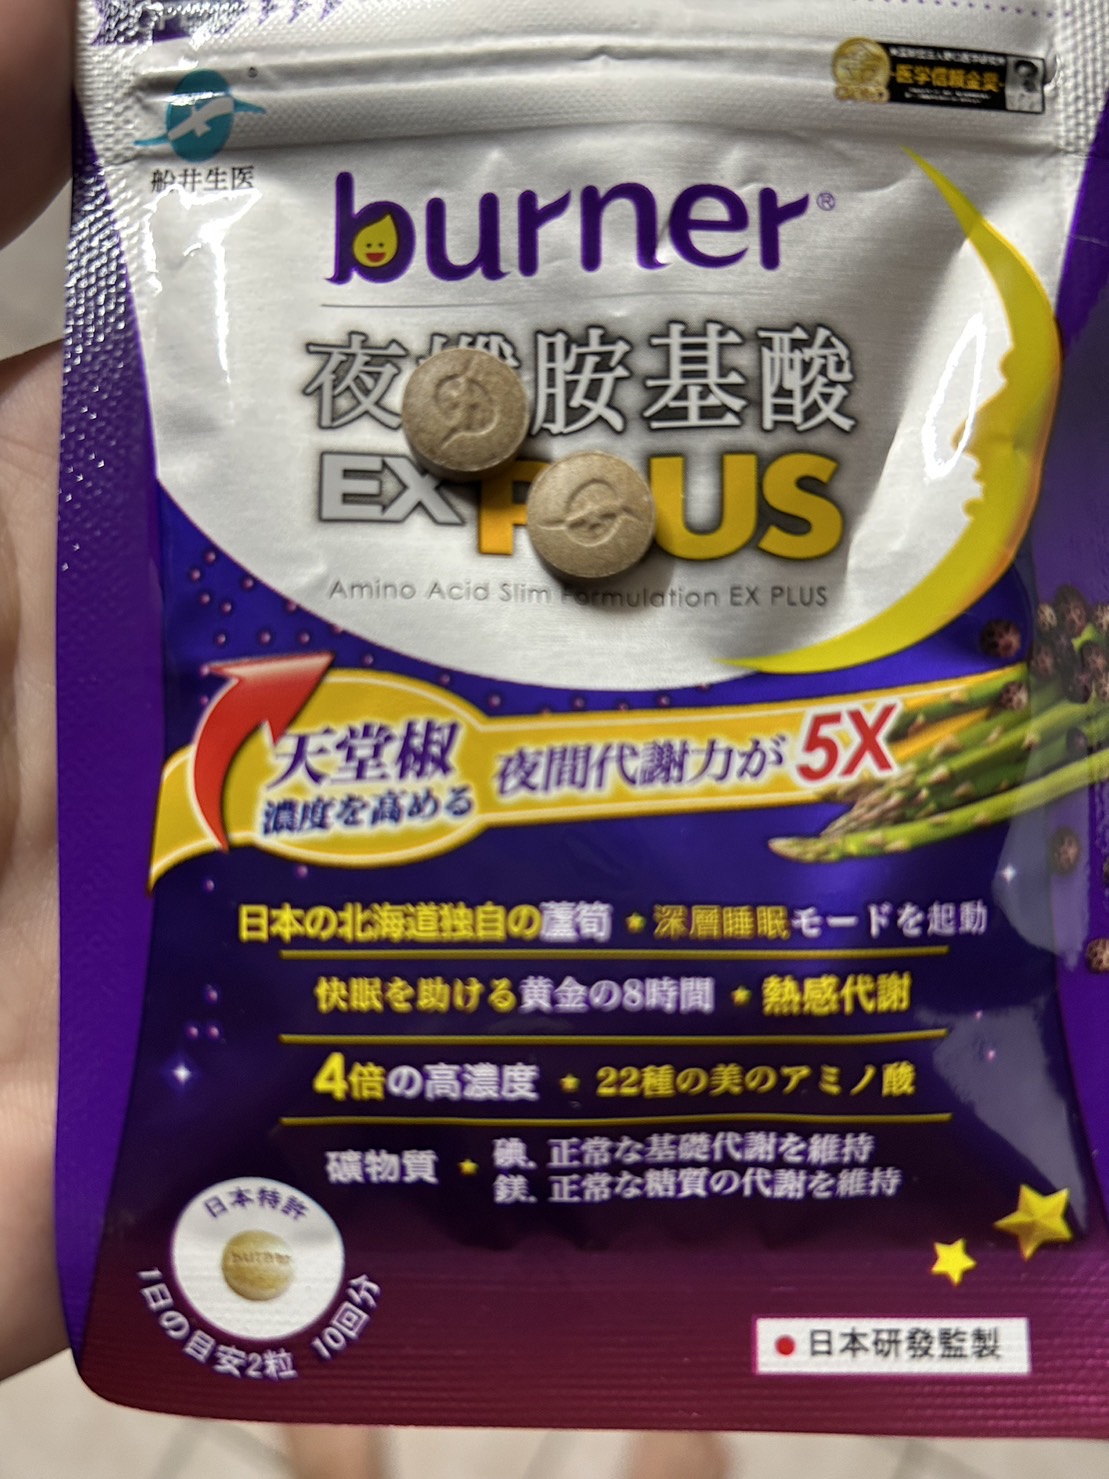 船井生医
医学信頼金賞
burner®
夜 胺基酸
EX PLUS
Amino Acid Slim Formulation EX PLUS
天堂椒
濃度を高める
夜間代謝力が 5X
日本の北海道独自の蘆筍 ★ 深層睡眠モードを起動
快眠を助ける黄金の8時間 ★ 熱感代謝
4倍の高濃度 ★ 22種の美のアミノ酸
礦物質 ★ 碘. 正常な基礎代謝を維持
鎂. 正常な糖質の代謝を維持
日本特許
burner
1日の目安2粒 10回分
日本研發監製